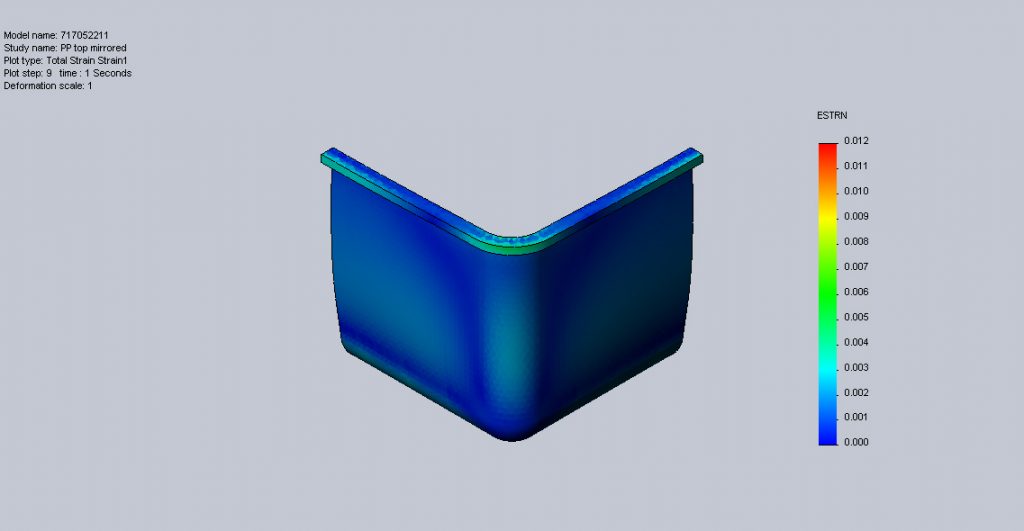 Model name: 717052211
Study name: PP top mirrored
Plot type: Total Strain Strain1
Plot step: 9 time : 1 Seconds
Deformation scale: 1
ESTRN
0.012
0.011
0.010
0.009
0.008
0.007
0.006
0.005
0.004
0.003
0.002
0.001
0.000